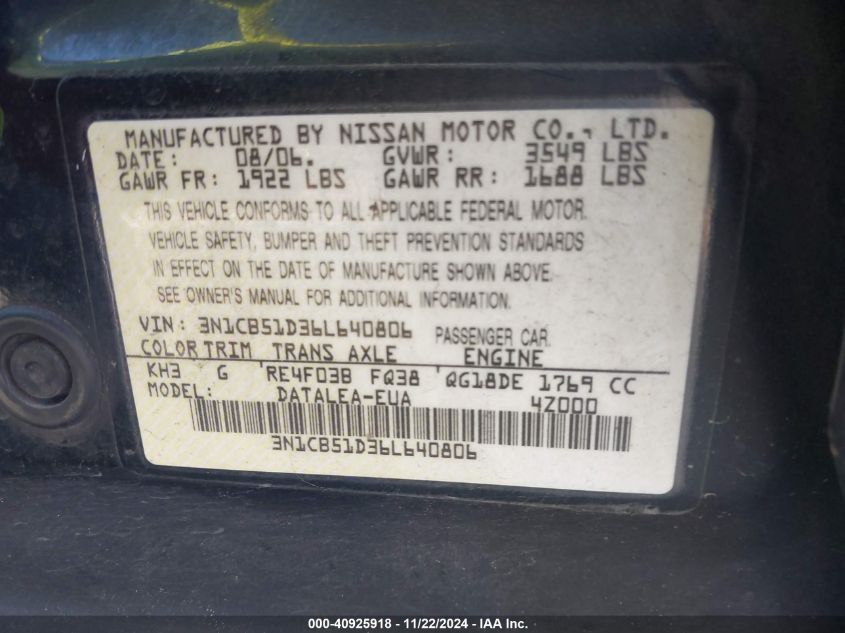 MANUFACTURED BY NISSAN MOTOR CO., LTD.
DATE: 08/06. GVWR: 3549 LBS
GAWR FR: 1922 LBS GAWR RR: 1688 LBS
THIS VEHICLE CONFORMS TO ALL APPLICABLE FEDERAL MOTOR
VEHICLE SAFETY, BUMPER AND THEFT PREVENTION STANDARDS
IN EFFECT ON THE DATE OF MANUFACTURE SHOWN ABOVE.
SEE OWNER'S MANUAL FOR ADDITIONAL INFORMATION.
VIN: 3N1CB51D36L640806 PASSENGER CAR
COLOR TRIM TRANS AXLE ENGINE
KH3 G RE4F03B FQ38 QG18DE 1769 CC
MODEL: DATALEA-EUA 4Z000
3N1CB51D36L640806
000-40925918 - 11/22/2024 - IAAI Inc.